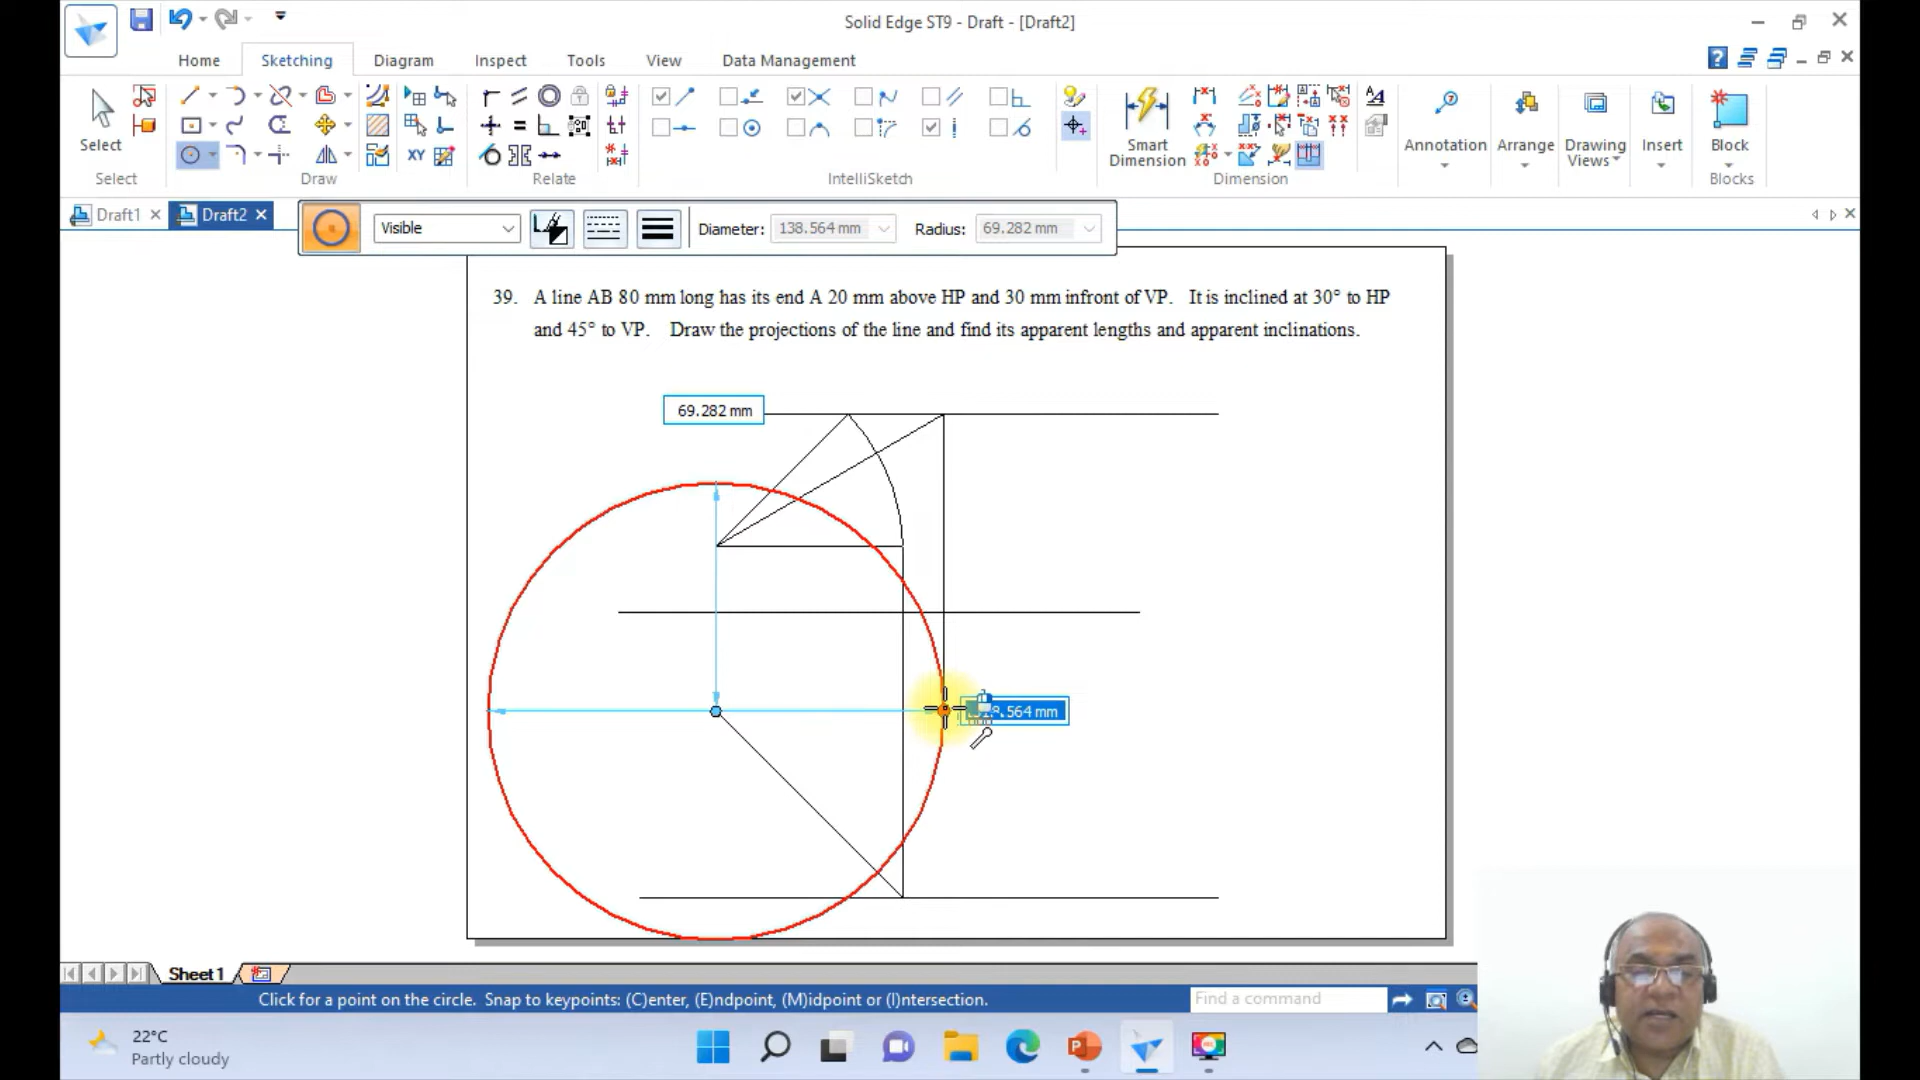 Solid Edge ST9 - Draft - [Draft2]
Home Sketching Diagram Inspect Tools View Data Management
Select
Smart Dimension
Annotation Arrange Drawing Views Insert Block
Select Draw Relate IntelliSketch Dimension Blocks
XY
Draft1 Draft2
Visible Diameter: 138.564 mm Radius: 69.282 mm
39. A line AB 80 mm long has its end A 20 mm above HP and 30 mm infront of VP. It is inclined at 30° to HP
and 45° to VP. Draw the projections of the line and find its apparent lengths and apparent inclinations.
69.282 mm
.564 mm
Sheet1
Click for a point on the circle. Snap to keypoints: (C)enter, (E)ndpoint, (M)idpoint or (I)ntersection.
Find a command
22°C
Partly cloudy